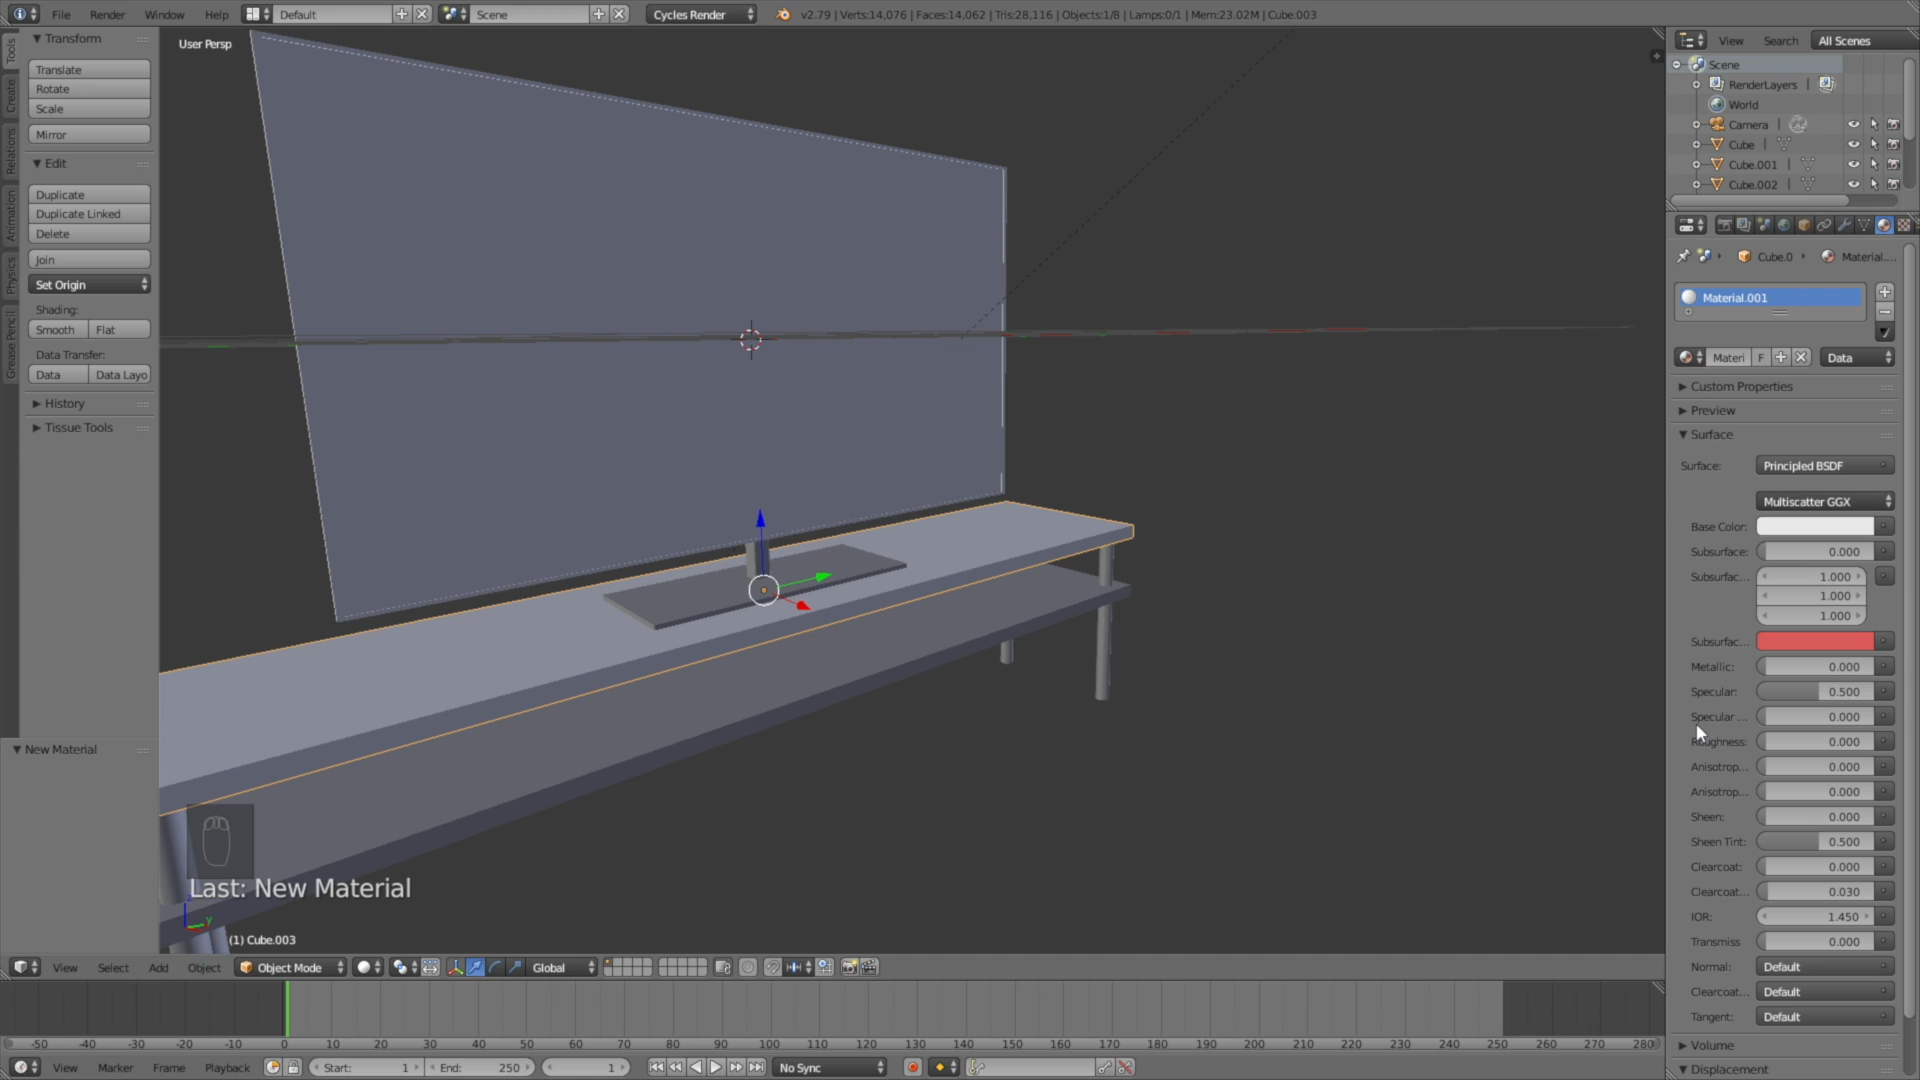 File Render Window Help Default Scene Cycles Render v2.79 | Verts:14,076 | Faces:14,062 | Tris:28,116 | Objects:1/8 | Lamps:0/1 | Mem:23.02M | Cube.003
Tools
Create
Relations
Animation
Physics
Grease Pencil
Transform
Translate
Rotate
Scale
Mirror
Edit
Duplicate
Duplicate Linked
Delete
Join
Set Origin
Shading:
Smooth Flat
Data Transfer:
Data Data Layo
History
Tissue Tools
New Material
User Persp
Last: New Material
y
(1) Cube.003
View Select Add Object Object Mode Global
-50 -40 -30 -20 -10 0 10 20 30 40 50 60 70 80 90 100 110 120 130 140 150 160 170 180 190 200 210 220 230 240 250 260 270 280
View Marker Frame Playback Start: 1 End: 250 1 No Sync
View Search All Scenes
Scene
RenderLayers |
World
Camera |
Cube |
Cube.001 |
Cube.002 |
Cube.0 Material....
Material.001
Materi F Data
Custom Properties
Preview
Surface
Surface: Principled BSDF
Multiscatter GGX
Base Color:
Subsurface: 0.000
Subsurfac... 1.000
1.000
1.000
Subsurfac...
Metallic: 0.000
Specular: 0.500
Specular ... 0.000
Roughness: 0.000
Anisotrop... 0.000
Anisotrop... 0.000
Sheen: 0.000
Sheen Tint: 0.500
Clearcoat: 0.000
Clearcoat... 0.030
IOR: 1.450
Transmiss 0.000
Normal: Default
Clearcoat... Default
Tangent: Default
Volume
Displacement